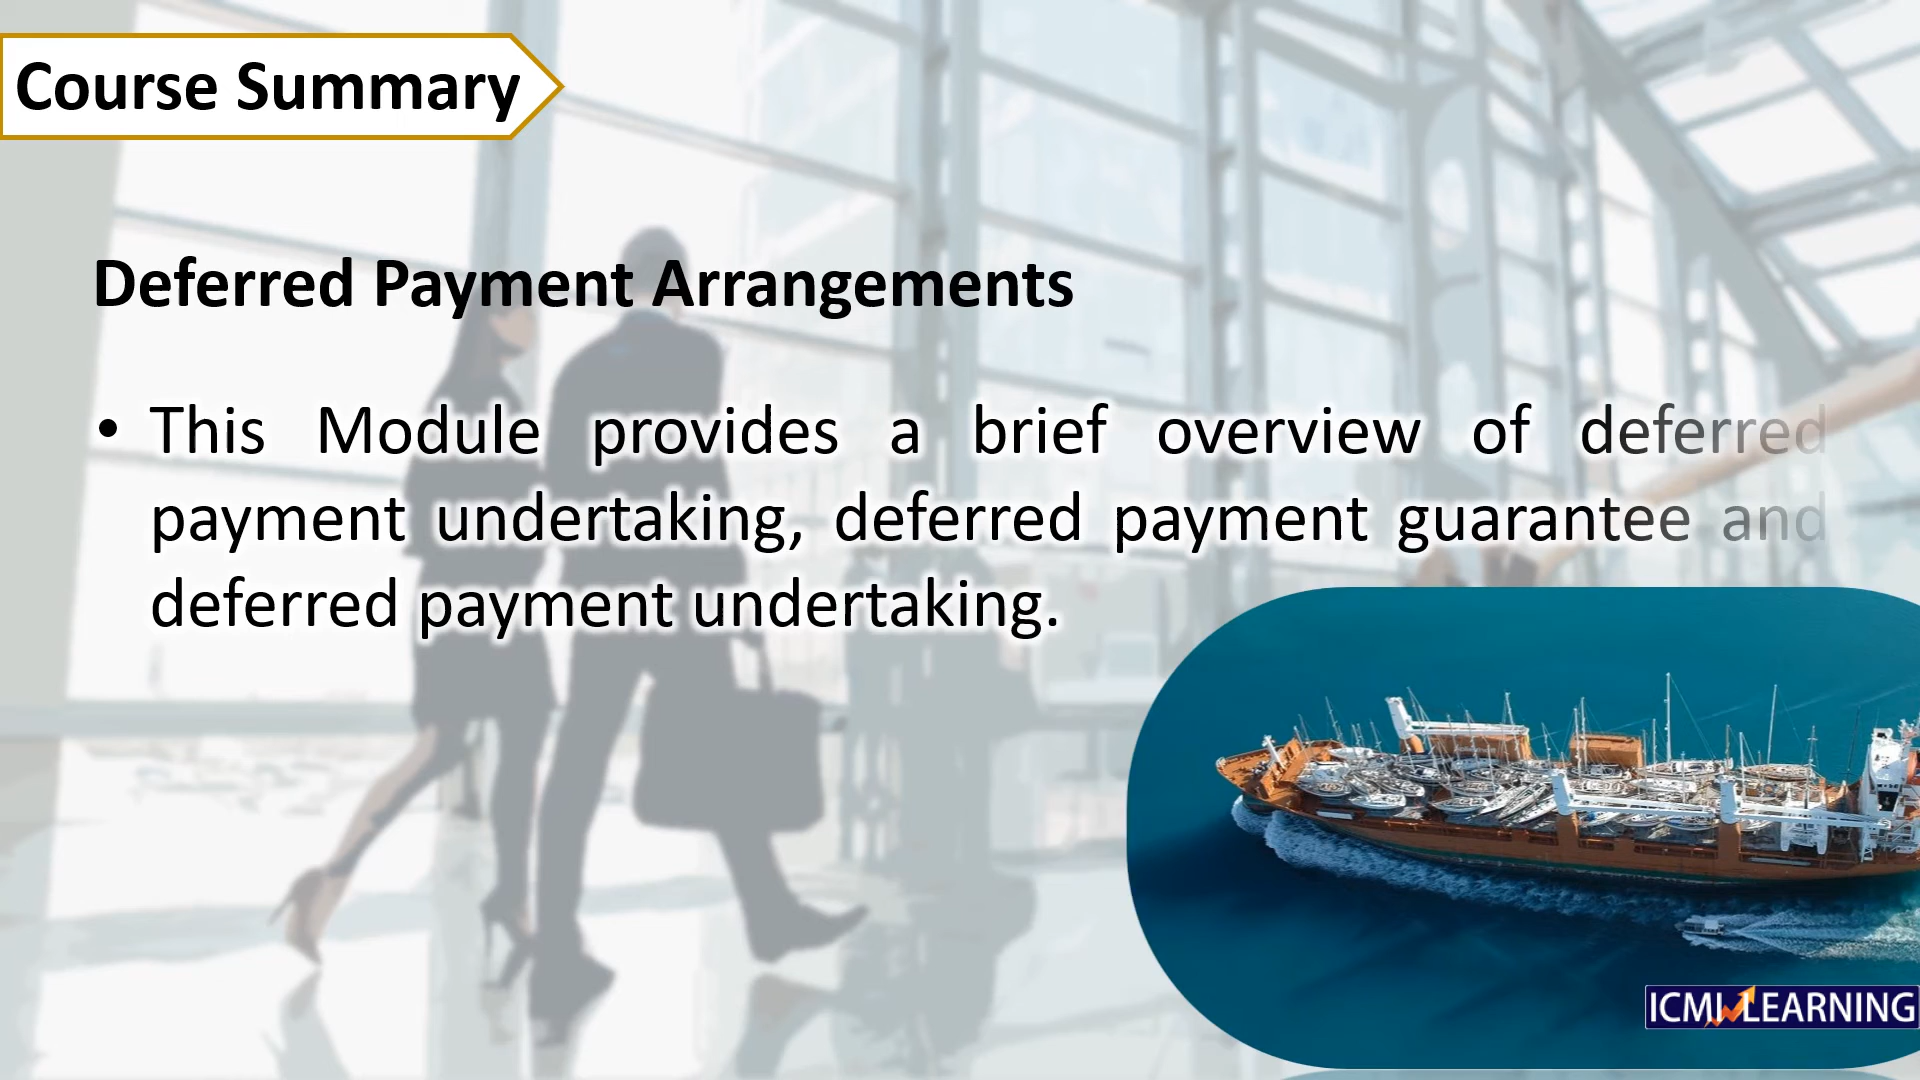 Course Summary
Deferred Payment Arrangements
• This Module provides a brief overview of deferred
payment undertaking, deferred payment guarantee and
deferred payment undertaking.
ICMI LEARNING